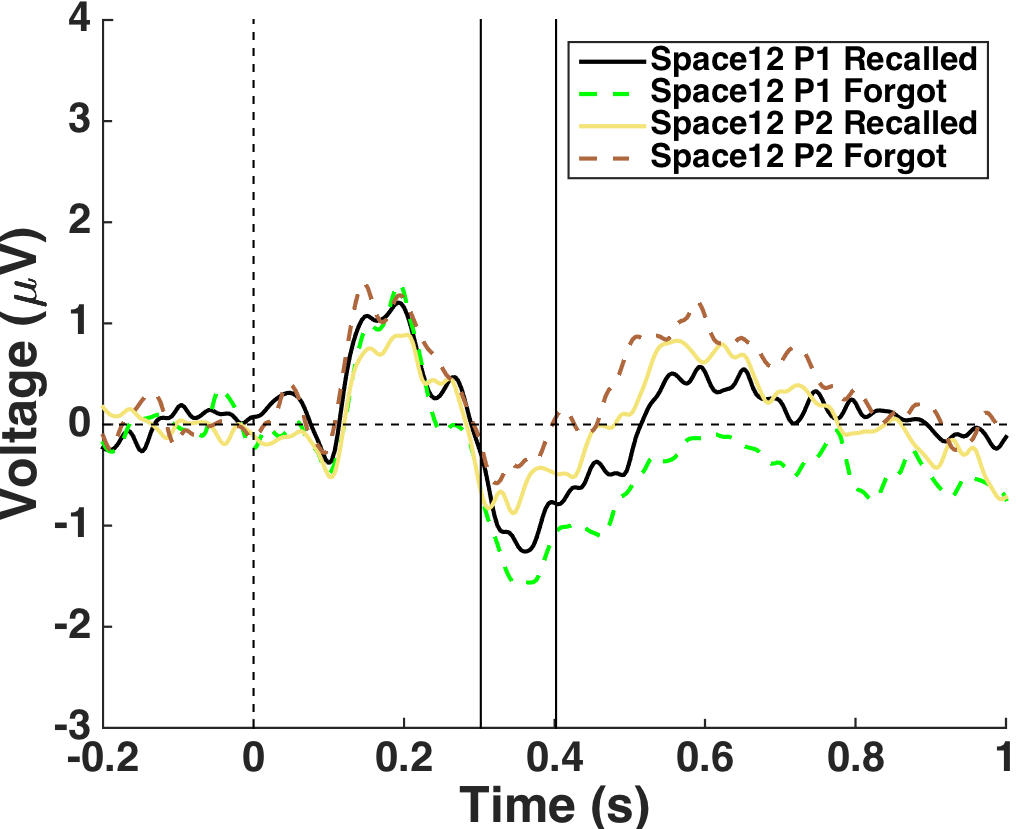 4
3
2
1
0
-1
-2
-3
-0.2
0
0.2
0.4
0.6
0.8
1
Voltage (μV)
Time (s)
Space12 P1 Recalled
Space12 P1 Forgot
Space12 P2 Recalled
Space12 P2 Forgot